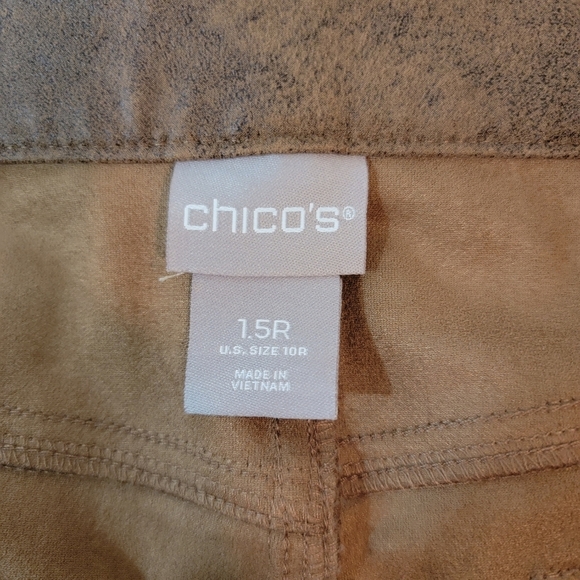 chico's®
1.5R
U.S. SIZE 10R
MADE IN
VIETNAM